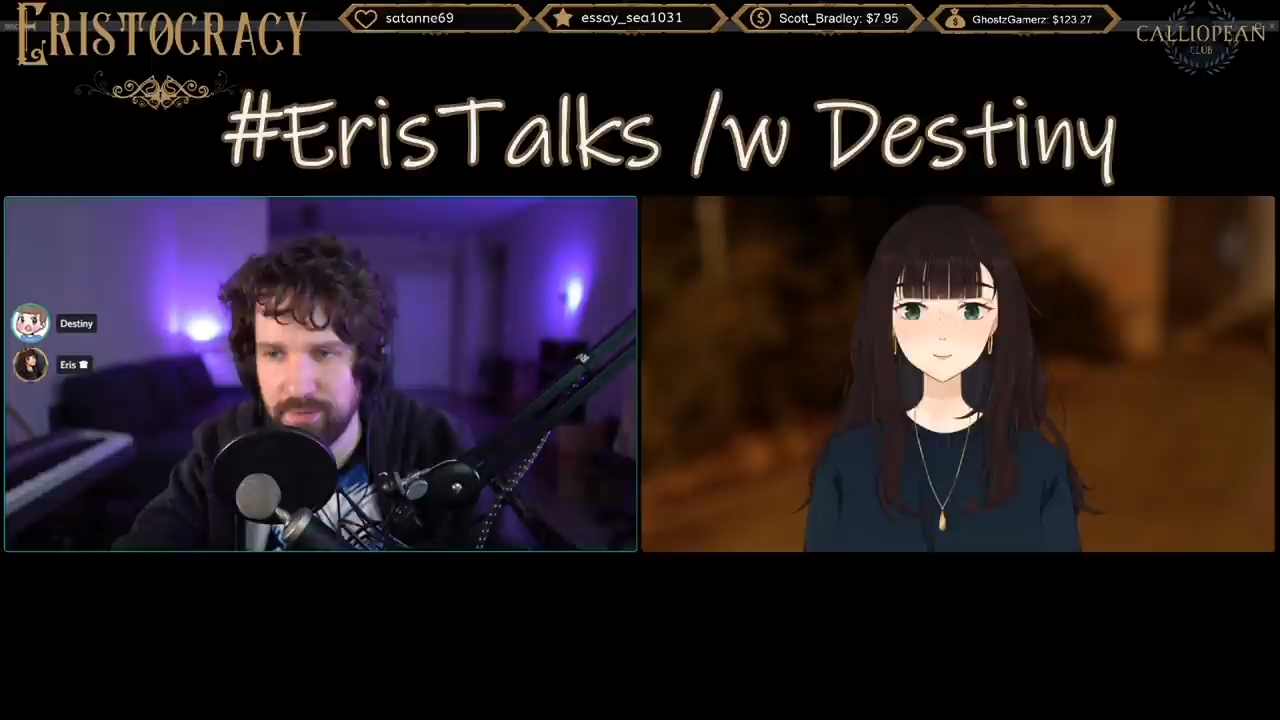 ERISTOCRACY
satanne69
essay_sea1031
Scott_Bradley: $7.95
GhostzGamerz: $123.27
CALLIOPEAN
CLUB
#ErisTalks /w Destiny
Destiny
Eris